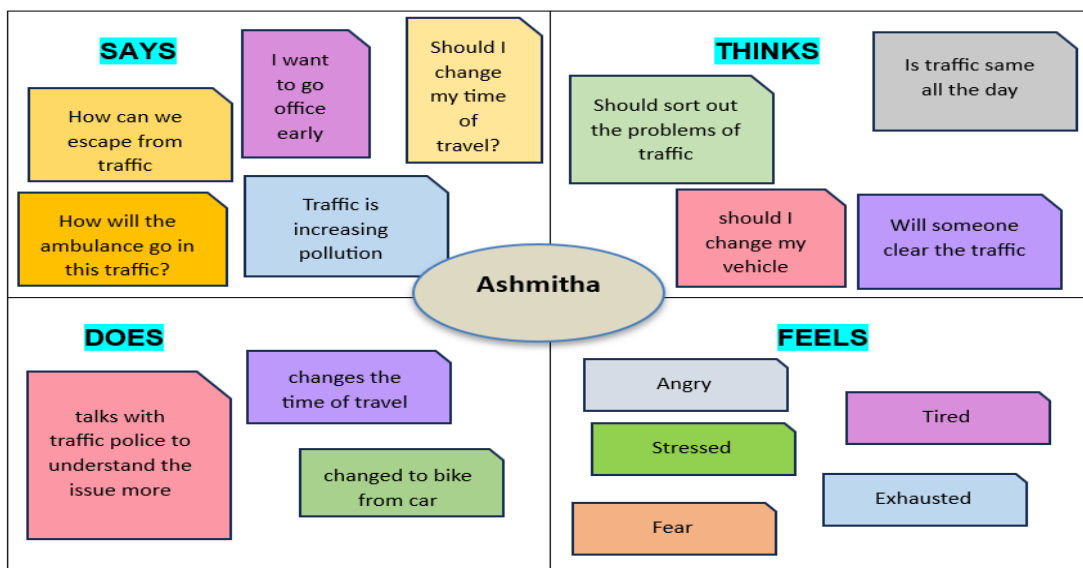 SAYS
How can we
escape from
traffic
I want
to go
office
early
Should I
change
my time
of
travel?
How will the
ambulance go in
this traffic?
Traffic is
increasing
pollution
THINKS
Should sort out
the problems of
traffic
Is traffic same
all the day
should I
change my
vehicle
Will someone
clear the traffic
Ashmitha
DOES
talks with
traffic police to
understand the
issue more
changes the
time of travel
changed to bike
from car
FEELS
Angry
Tired
Stressed
Exhausted
Fear